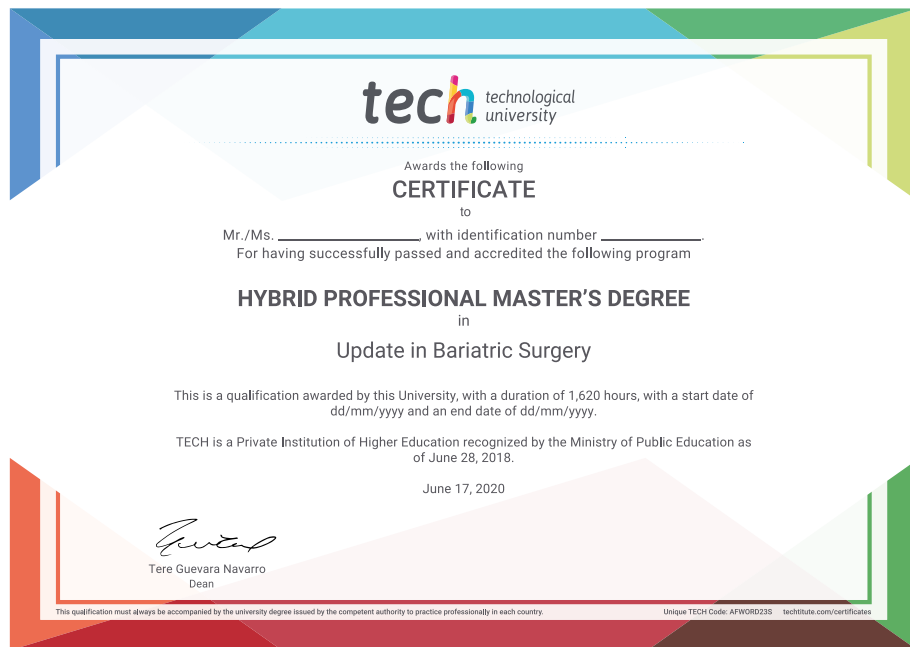 tech technological
university
Awards the following
CERTIFICATE
to
Mr./Ms. ____________________, with identification number ______________.
For having successfully passed and accredited the following program
HYBRID PROFESSIONAL MASTER'S DEGREE
in
Update in Bariatric Surgery
This is a qualification awarded by this University, with a duration of 1,620 hours, with a start date of
dd/mm/yyyy and an end date of dd/mm/yyyy.
TECH is a Private Institution of Higher Education recognized by the Ministry of Public Education as
of June 28, 2018.
June 17, 2020
Tere Guevara Navarro
Dean
This qualification must always be accompanied by the university degree issued by the competent authority to practice professionally in each country. Unique TECH Code: AFWORD23S techtitute.com/certificates